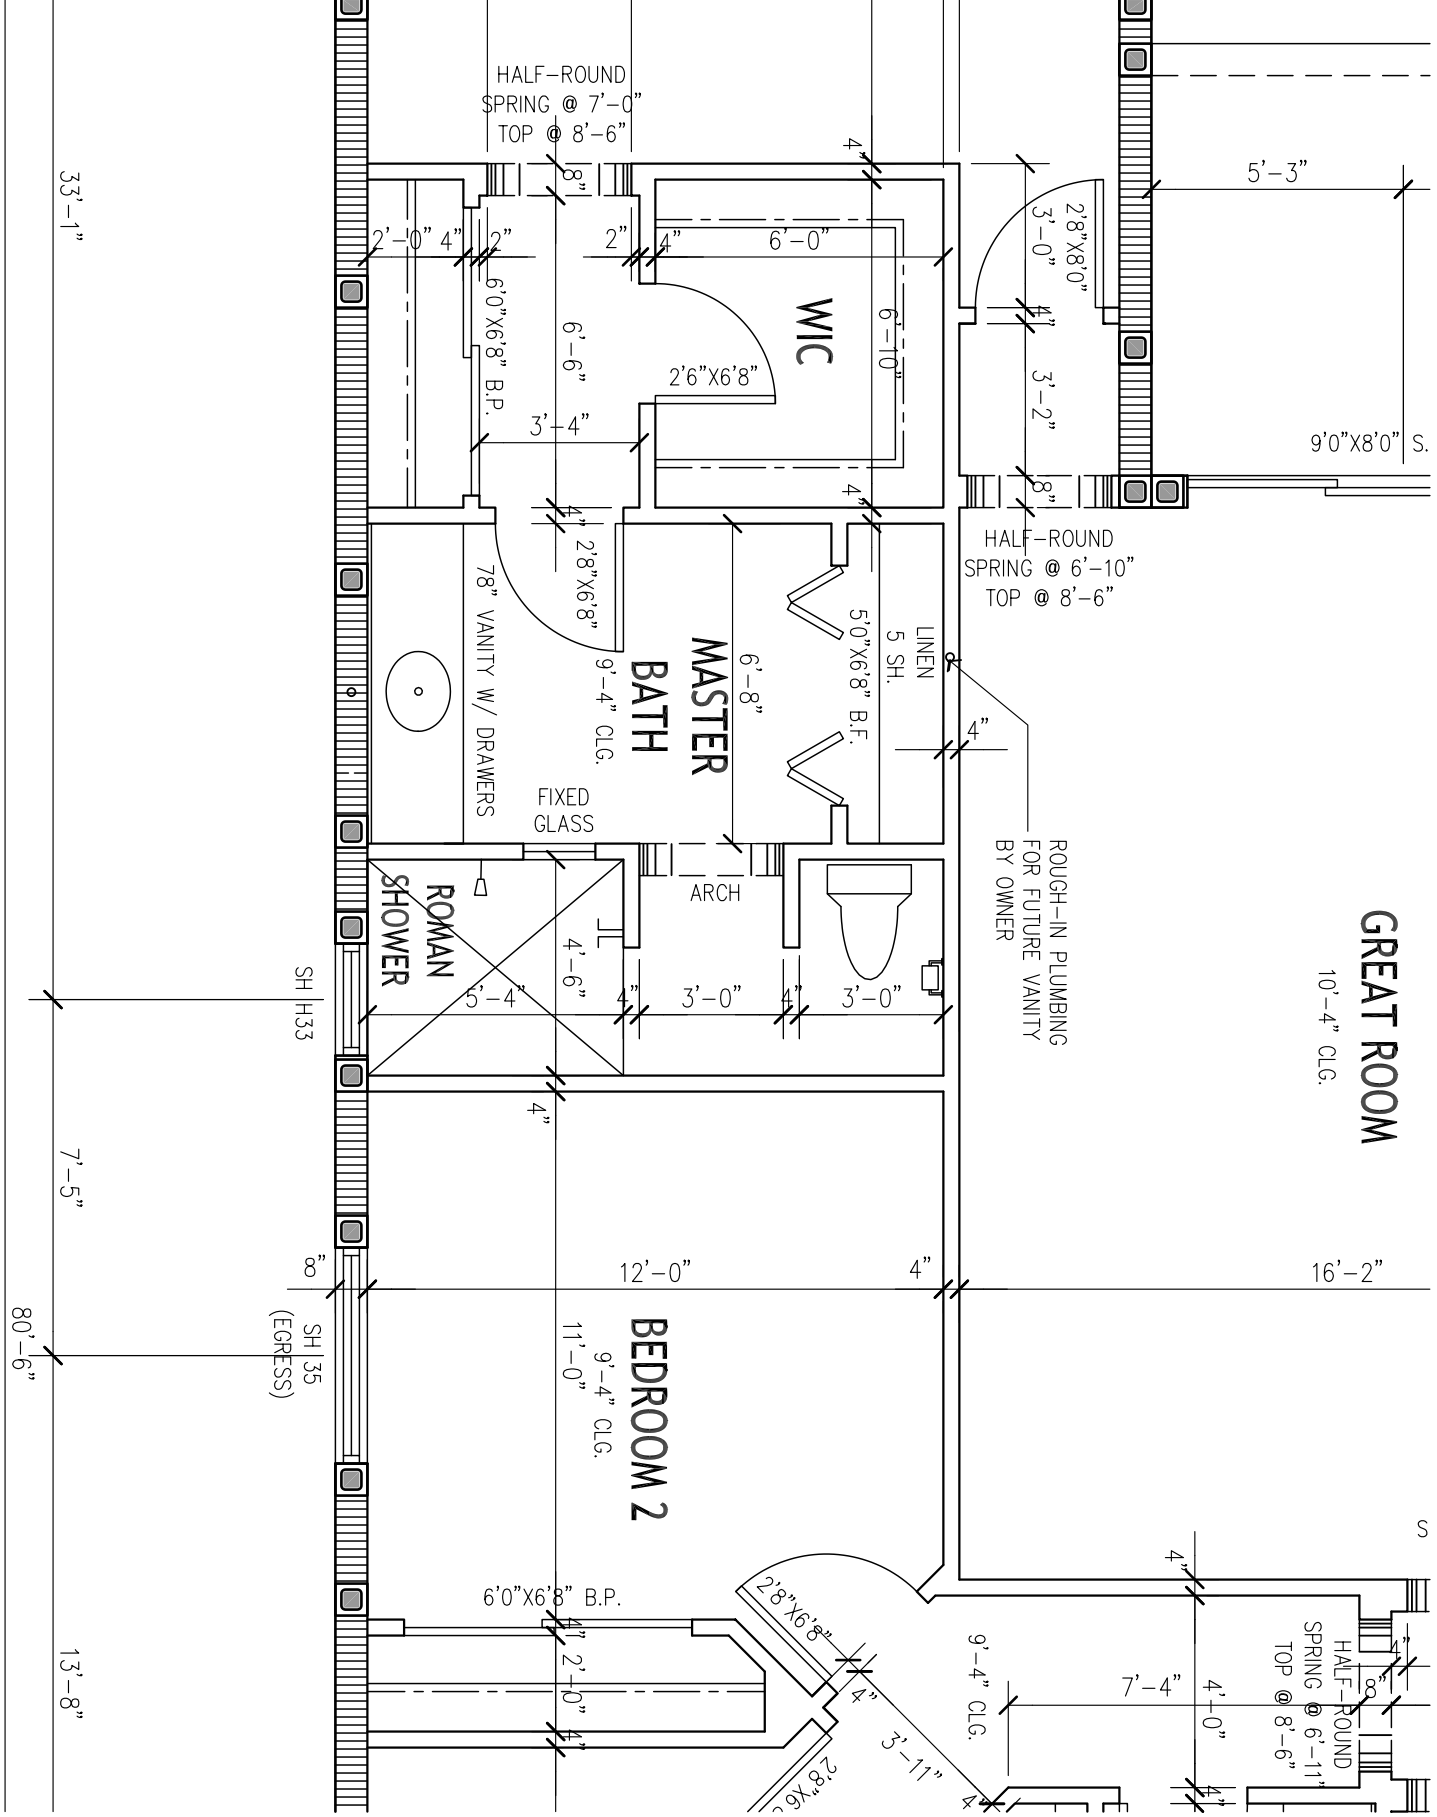 HALF-ROUND
SPRING @ 7'-0"
TOP @ 8'-6"
8"
4"
5'-3"
33'-1"
2'-0"
4"
2"
2"
4"
6'-0"
3'-0"
2'8"X8'0"
4"
6'0"X6'8" B.P.
6'-6"
WIC
6'-10"
2'6"X6'8"
3'-2"
3'-4"
9'0"X8'0" S.
4"
4"
8"
HALF-ROUND
SPRING @ 6'-10"
TOP @ 8'-6"
2'8"X6'8"
78" VANITY W/ DRAWERS
MASTER
BATH
9'-4" CLG.
6'-8"
5'0"X6'8" B.F.
LINEN
5 SH.
4"
FIXED
GLASS
ARCH
ROUGH-IN PLUMBING
FOR FUTURE VANITY
BY OWNER
ROMAN
SHOWER
GREAT ROOM
10'-4" CLG.
SH H33
4'-6"
5'-4"
4"
3'-0"
4"
3'-0"
4"
7'-5"
8"
12'-0"
4"
16'-2"
80'-6"
SH 35
(EGRESS)
BEDROOM 2
9'-4" CLG.
11'-0"
S
4"
6'0"X6'8" B.P.
2'8"X6'8"
4"
2'-0"
4"
13'-8"
4"
3'-11"
9'-4" CLG.
7'-4"
4'-0"
HALF-ROUND
SPRING @ 6'-11"
TOP @ 8'-6"
4"
8"
2'8"X6'
4"
4"